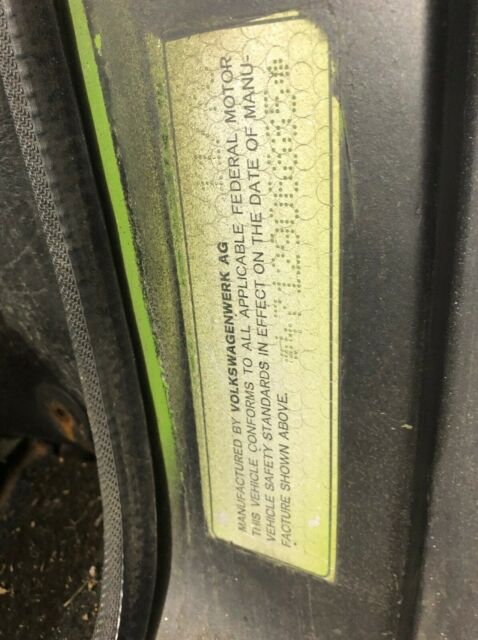 MANUFACTURED BY VOLKSWAGENWERK AG
THIS VEHICLE CONFORMS TO ALL APPLICABLE FEDERAL MOTOR
VEHICLE SAFETY STANDARDS IN EFFECT ON THE DATE OF MANU-
FACTURE SHOWN ABOVE.